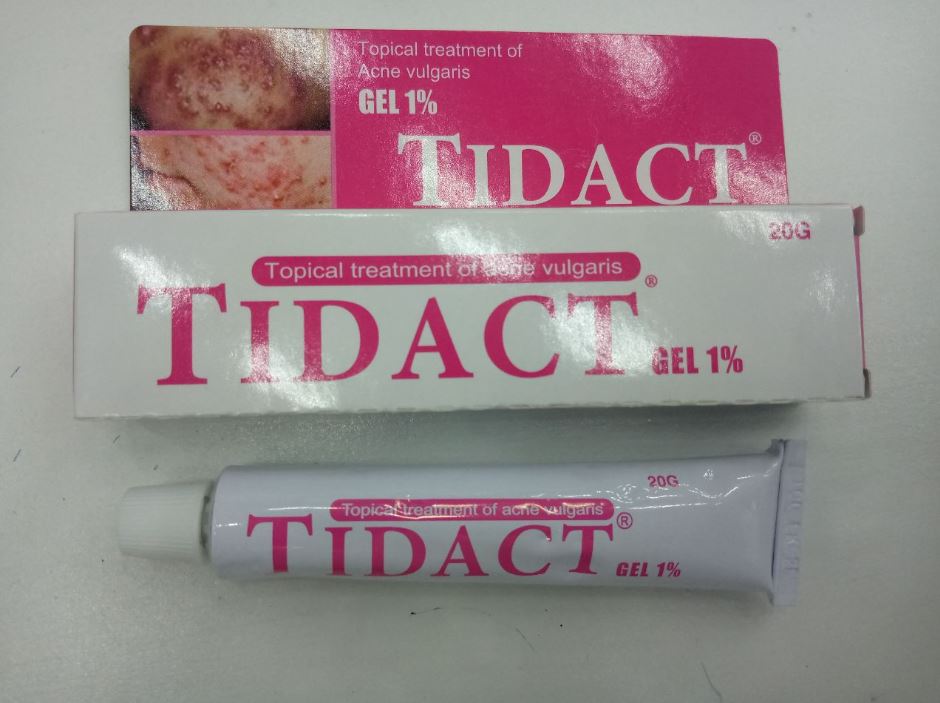 Topical treatment of
Acne vulgaris
GEL 1%
TIDACT®
20G
Topical treatment of acne vulgaris
TIDACT®
GEL 1%
20G
Topical treatment of acne vulgaris
TIDACT®
GEL 1%